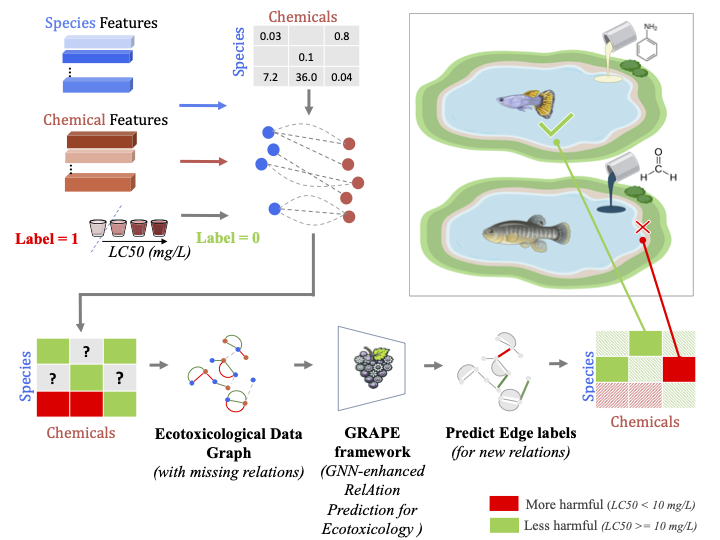 Species Features
Chemicals
Species
0.03 0.8
0.1
7.2 36.0 0.04
Chemical Features
Label = 1
LC50 (mg/L)
Label = 0
NH₂
O
H H
C
Species
?
? ?
Chemicals
Ecotoxicological Data
Graph
(with missing relations)
GRAPE
framework
(GNN-enhanced
RelAtion
Prediction for
Ecotoxicology )
Predict Edge labels
(for new relations)
Species
Chemicals
More harmful (LC50 < 10 mg/L)
Less harmful (LC50 >= 10 mg/L)